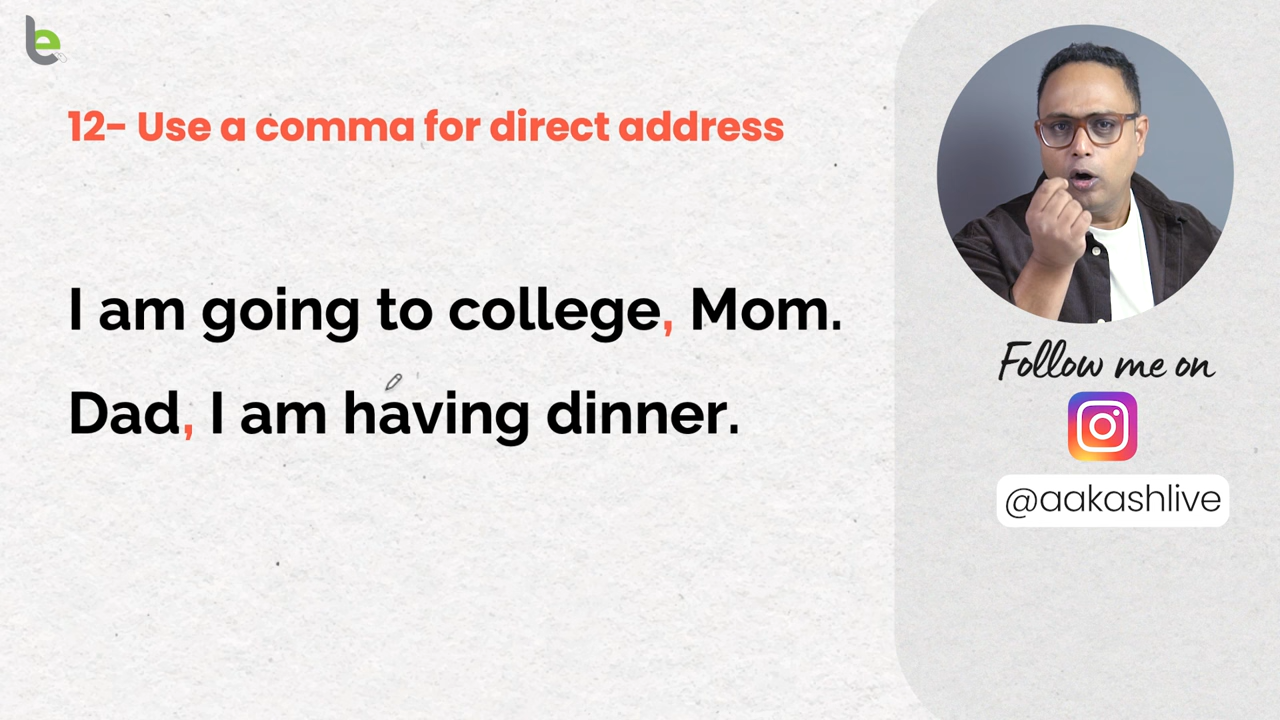 12- Use a comma for direct address
I am going to college, Mom.
Dad, I am having dinner.
Follow me on
@aakashlive